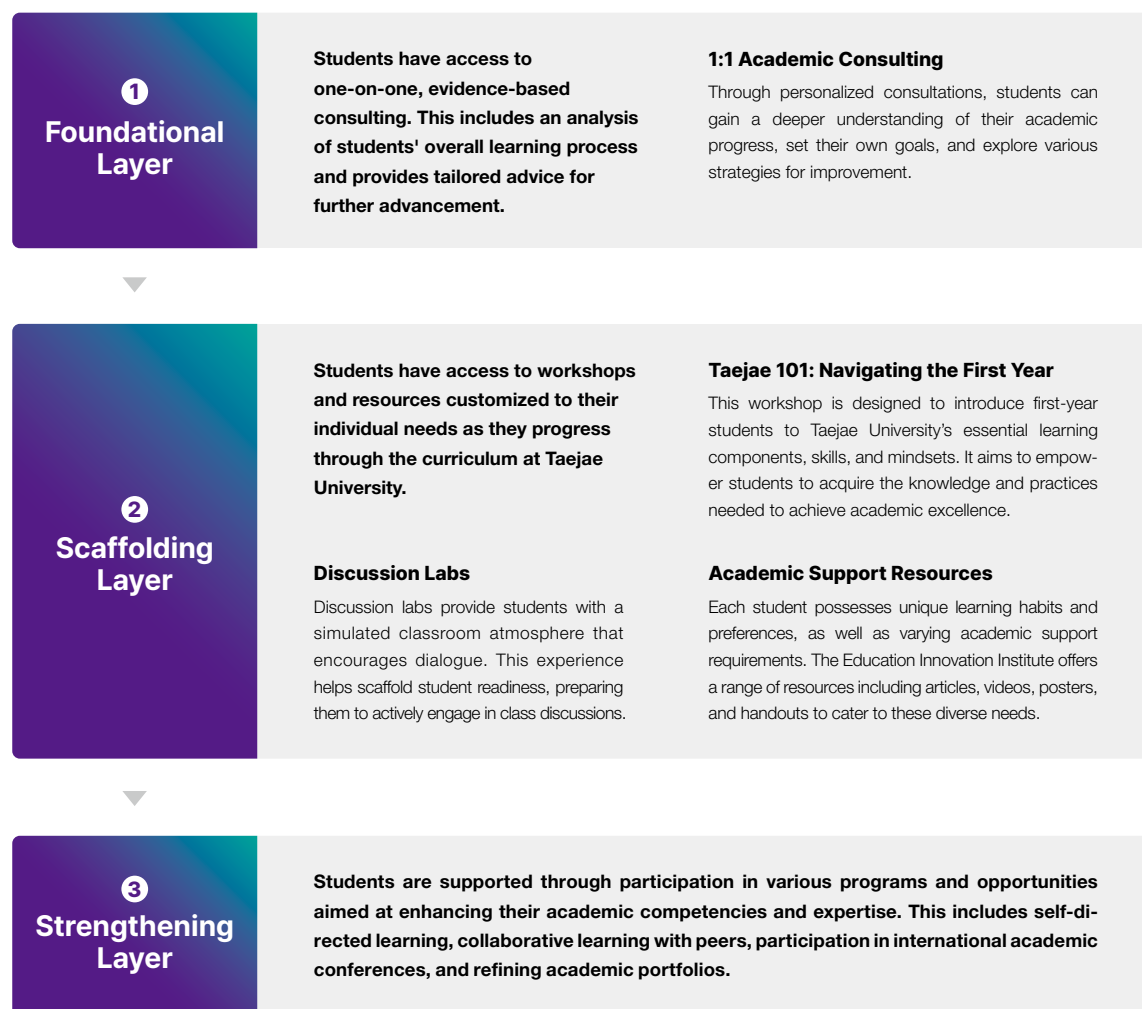 1
Foundational
Layer
Students have access to
one-on-one, evidence-based
consulting. This includes an analysis
of students' overall learning process
and provides tailored advice for
further advancement.
1:1 Academic Consulting
Through personalized consultations, students can
gain a deeper understanding of their academic
progress, set their own goals, and explore various
strategies for improvement.
2
Scaffolding
Layer
Students have access to workshops
and resources customized to their
individual needs as they progress
through the curriculum at Taejae
University.
Taejae 101: Navigating the First Year
This workshop is designed to introduce first-year
students to Taejae University’s essential learning
components, skills, and mindsets. It aims to empow-
er students to acquire the knowledge and practices
needed to achieve academic excellence.
Discussion Labs
Discussion labs provide students with a
simulated classroom atmosphere that
encourages dialogue. This experience
helps scaffold student readiness, preparing
them to actively engage in class discussions.
Academic Support Resources
Each student possesses unique learning habits and
preferences, as well as varying academic support
requirements. The Education Innovation Institute offers
a range of resources including articles, videos, posters,
and handouts to cater to these diverse needs.
3
Strengthening
Layer
Students are supported through participation in various programs and opportunities
aimed at enhancing their academic competencies and expertise. This includes self-di-
rected learning, collaborative learning with peers, participation in international academic
conferences, and refining academic portfolios.